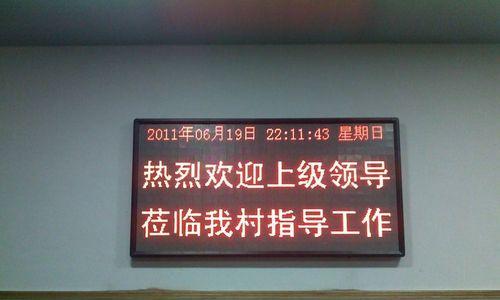 2011年06月19日 22:11:43 星期日
热烈欢迎上级领导
莅临我村指导工作